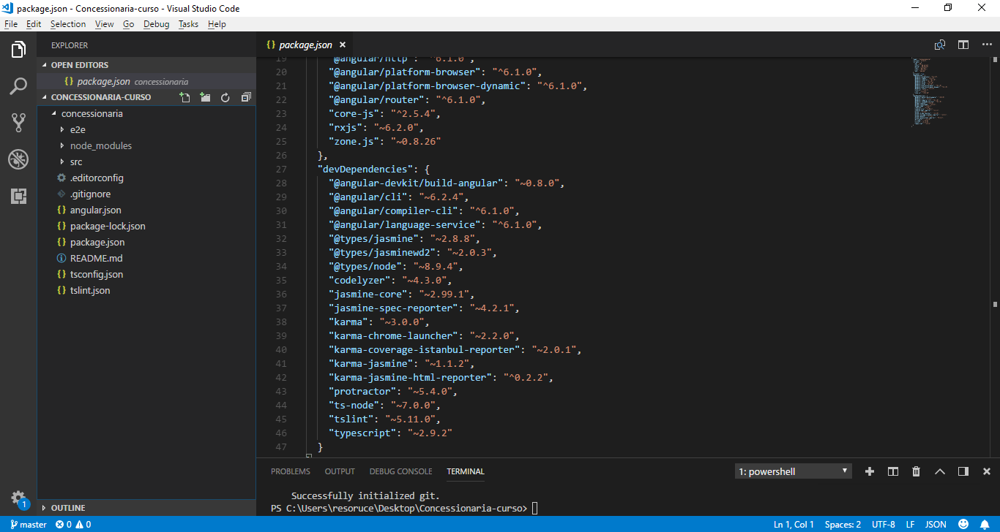 package.json - Concessionaria-curso - Visual Studio Code
File Edit Selection View Go Debug Tasks Help
EXPLORER
OPEN EDITORS
{} package.json concessionaria
CONCESSIONARIA-CURSO
concessionaria
e2e
node_modules
src
.editorconfig
.gitignore
{} angular.json
{} package-lock.json
{} package.json
README.md
{} tsconfig.json
{} tslint.json
OUTLINE
1
{} package.json ×
19 "@angular/http": "^6.1.0",
20 "@angular/platform-browser": "^6.1.0",
21 "@angular/platform-browser-dynamic": "^6.1.0",
22 "@angular/router": "^6.1.0",
23 "core-js": "^2.5.4",
24 "rxjs": "~6.2.0",
25 "zone.js": "~0.8.26"
26 },
27 "devDependencies": {
28 "@angular-devkit/build-angular": "~0.8.0",
29 "@angular/cli": "~6.2.4",
30 "@angular/compiler-cli": "^6.1.0",
31 "@angular/language-service": "^6.1.0",
32 "@types/jasmine": "~2.8.8",
33 "@types/jasminewd2": "~2.0.3",
34 "@types/node": "~8.9.4",
35 "codelyzer": "~4.3.0",
36 "jasmine-core": "~2.99.1",
37 "jasmine-spec-reporter": "~4.2.1",
38 "karma": "~3.0.0",
39 "karma-chrome-launcher": "~2.2.0",
40 "karma-coverage-istanbul-reporter": "~2.0.1",
41 "karma-jasmine": "~1.1.2",
42 "karma-jasmine-html-reporter": "^0.2.2",
43 "protractor": "~5.4.0",
44 "ts-node": "~7.0.0",
45 "tslint": "~5.11.0",
46 "typescript": "~2.9.2"
47 }
PROBLEMS OUTPUT DEBUG CONSOLE TERMINAL 1: powershell
Successfully initialized git.
PS C:\Users\resoruce\Desktop\Concessionaria-curso>
master 0 0 Ln 1, Col 1 Spaces: 2 UTF-8 LF JSON